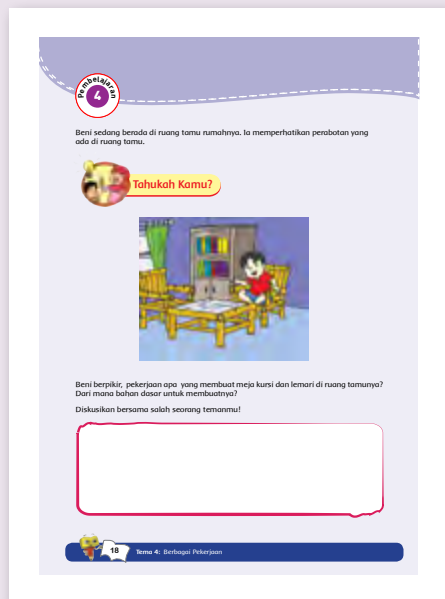 Pembelajaran
4
Beni sedang berada di ruang tamu rumahnya. Ia memperhatikan perabotan yang
ada di ruang tamu.
Tahukah Kamu?
Beni berpikir, pekerjaan apa yang membuat meja kursi dan lemari di ruang tamunya?
Dari mana bahan dasar untuk membuatnya?
Diskusikan bersama salah seorang temanmu!
18
Tema 4: Berbagai Pekerjaan